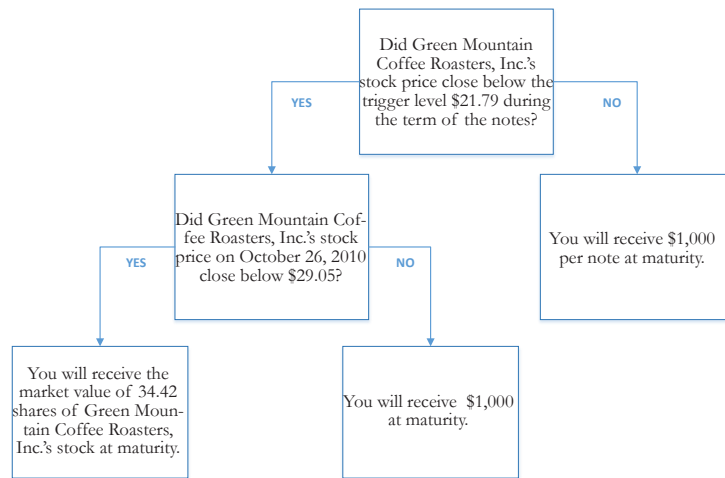 Did Green Mountain
Coffee Roasters, Inc.'s
stock price close below the
trigger level $21.79 during
the term of the notes?
YES
NO
Did Green Mountain Cof-
fee Roasters, Inc.'s stock
price on October 26, 2010
close below $29.05?
You will receive $1,000
per note at maturity.
YES
NO
You will receive the
market value of 34.42
shares of Green Moun-
tain Coffee Roasters,
Inc.'s stock at maturity.
You will receive $1,000
at maturity.